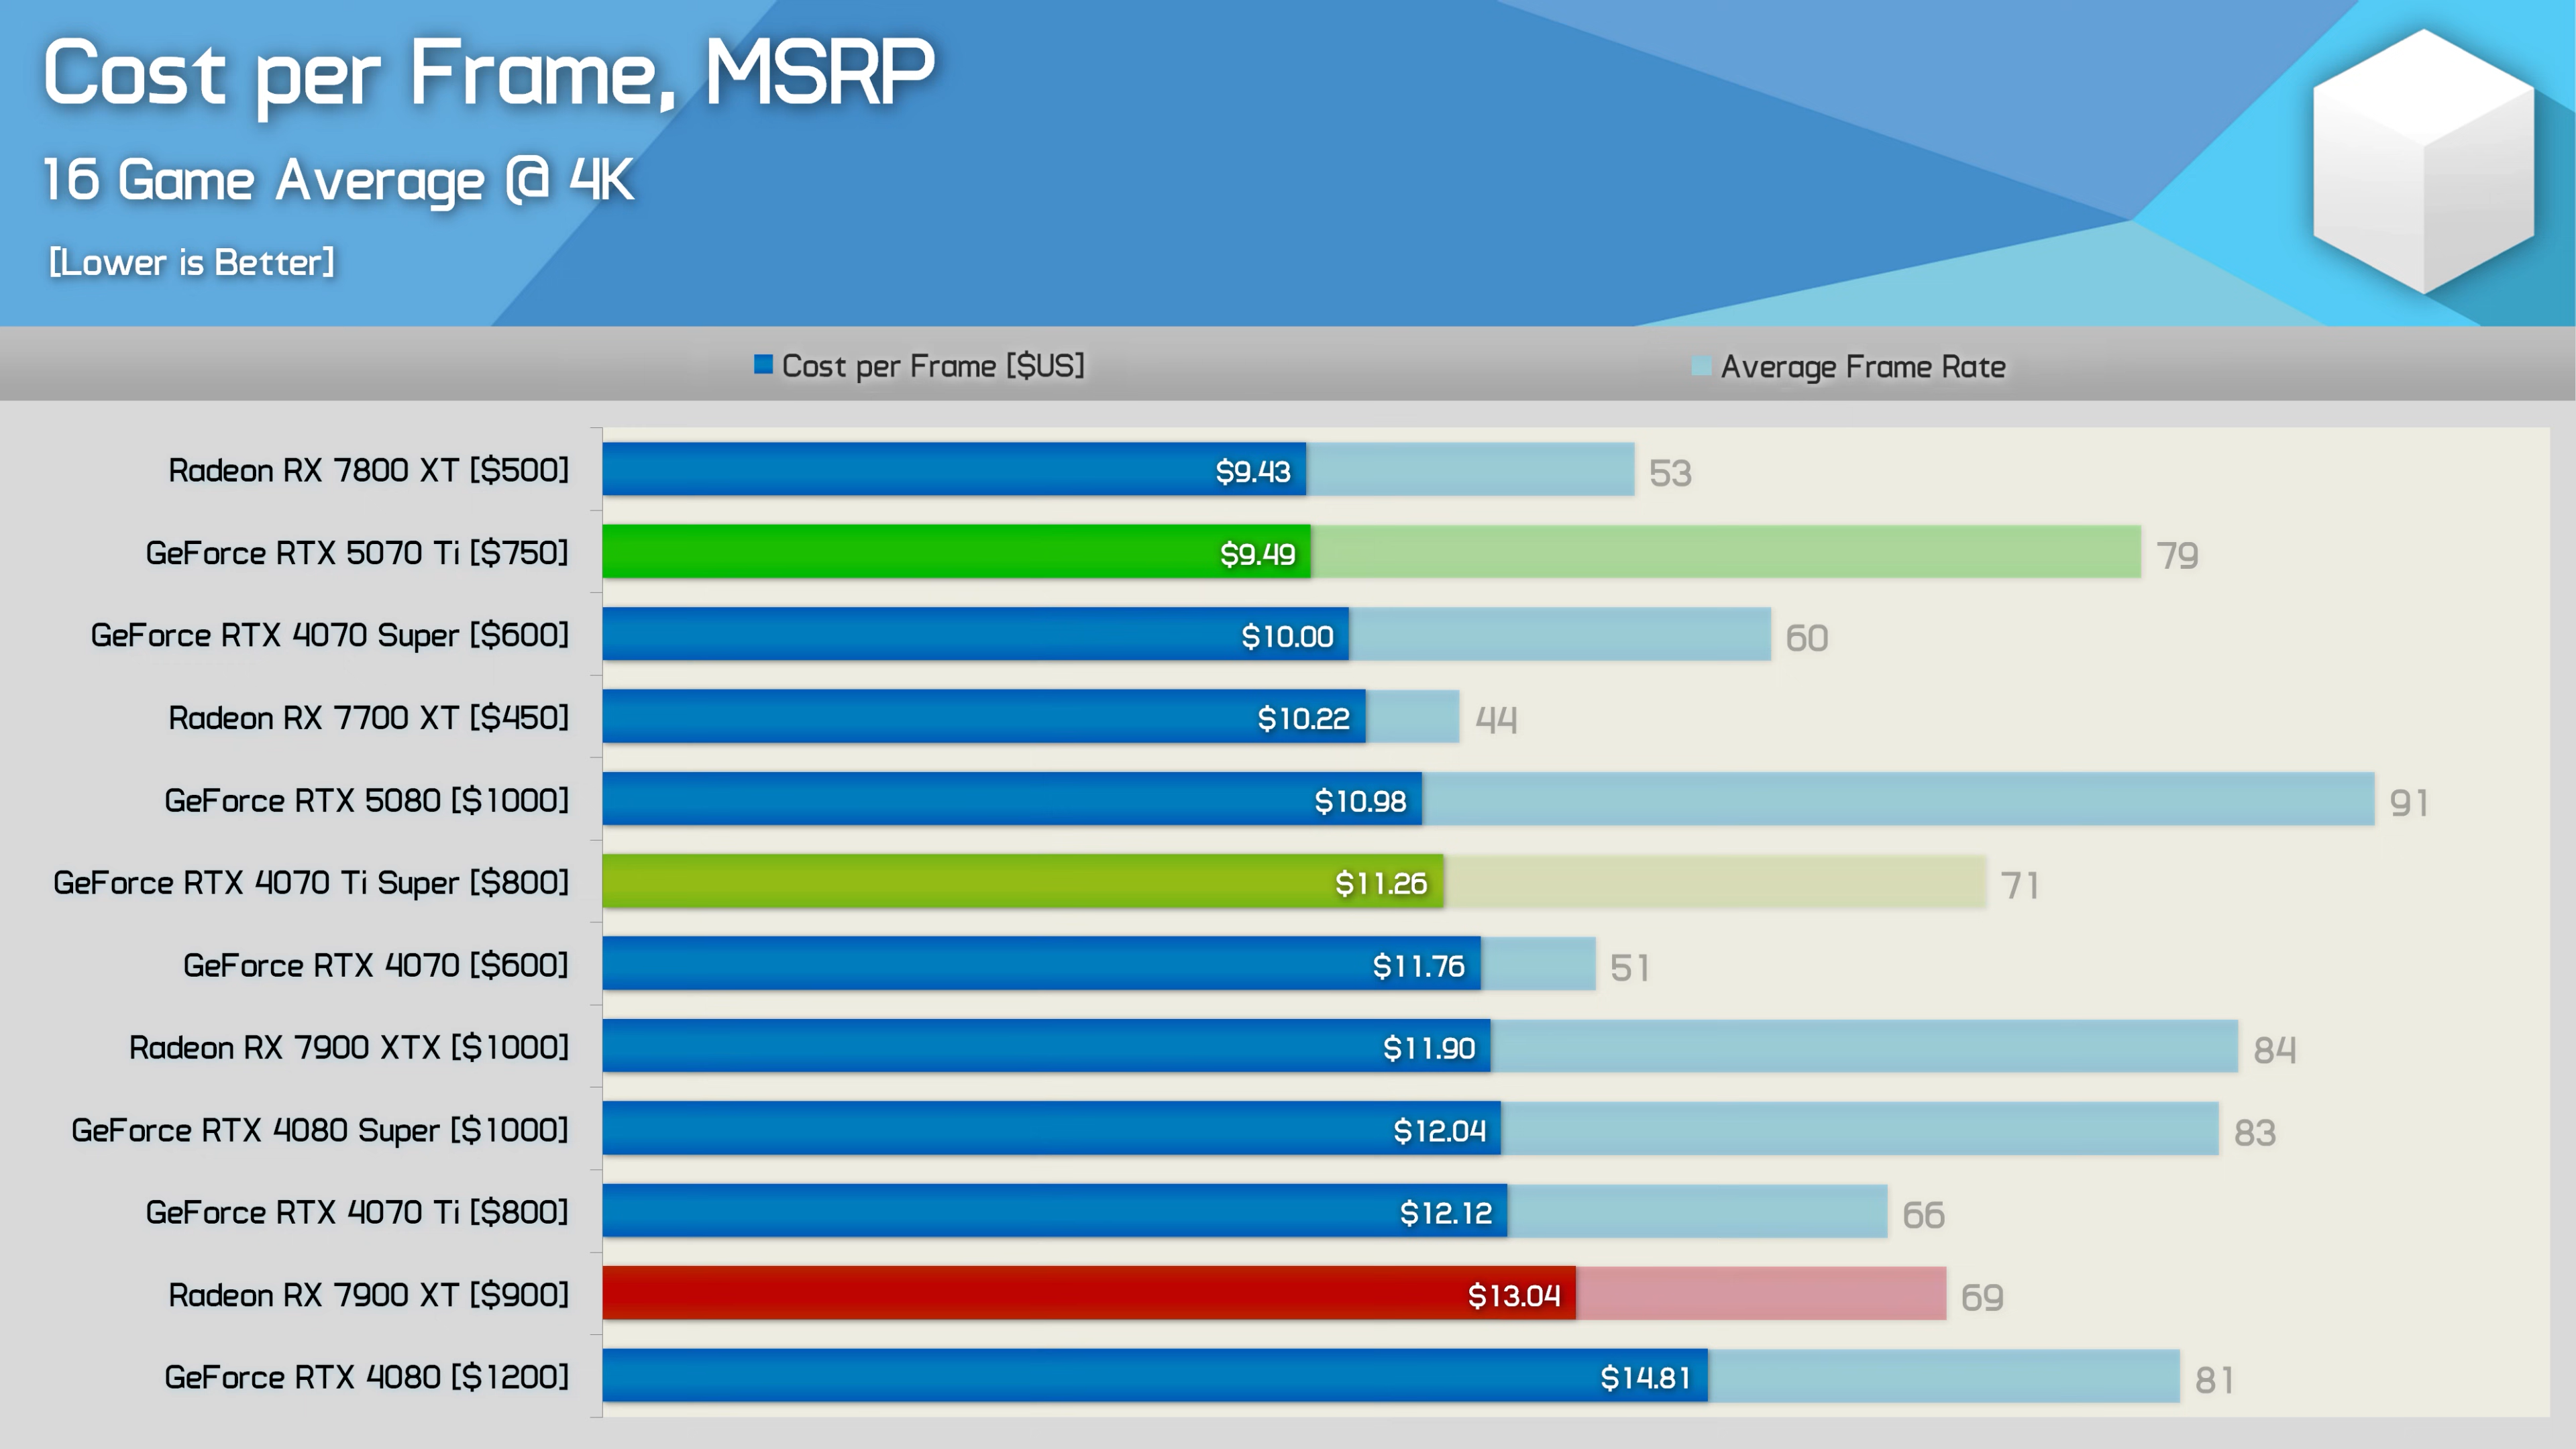 Cost per Frame, MSRP
16 Game Average @ 4K
[Lower is Better]
Cost per Frame [$US] Average Frame Rate
Radeon RX 7800 XT [$500] $9.43 53
GeForce RTX 5070 Ti [$750] $9.49 79
GeForce RTX 4070 Super [$600] $10.00 60
Radeon RX 7700 XT [$450] $10.22 44
GeForce RTX 5080 [$1000] $10.98 91
GeForce RTX 4070 Ti Super [$800] $11.26 71
GeForce RTX 4070 [$600] $11.76 51
Radeon RX 7900 XTX [$1000] $11.90 84
GeForce RTX 4080 Super [$1000] $12.04 83
GeForce RTX 4070 Ti [$800] $12.12 66
Radeon RX 7900 XT [$900] $13.04 69
GeForce RTX 4080 [$1200] $14.81 81